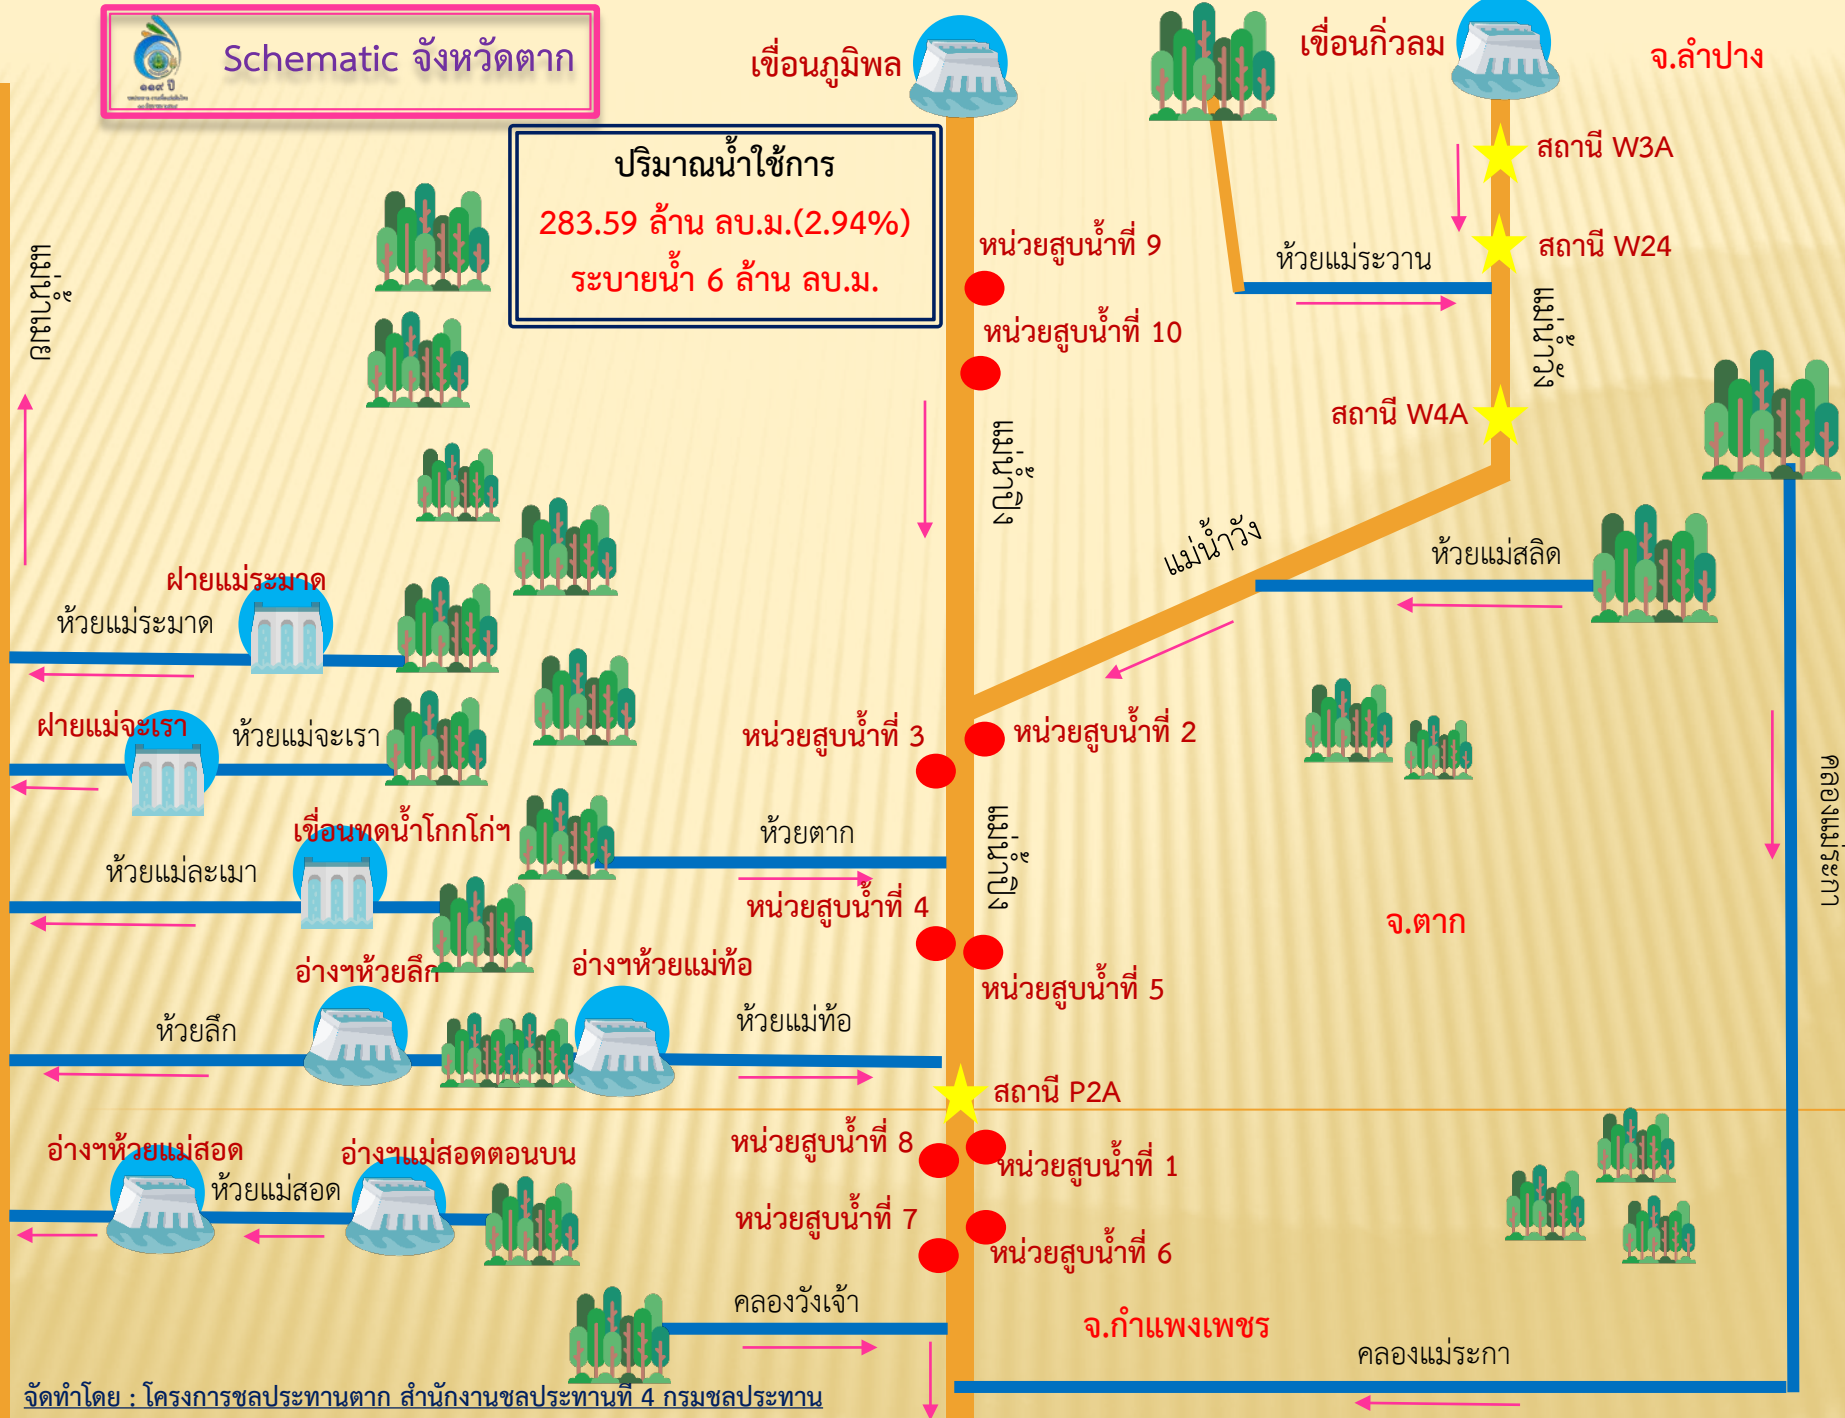 Schematic จังหวัดตาก
๑๑๙ ปี
เขื่อนภูมิพล
เขื่อนกิ่วลม
จ.ลำปาง
ปริมาณน้ำใช้การ
283.59 ล้าน ลบ.ม.(2.94%)
ระบายน้ำ 6 ล้าน ลบ.ม.
สถานี W3A
สถานี W24
หน่วยสูบน้ำที่ 9
ห้วยแม่ระวาน
แม่น้ำเมย
หน่วยสูบน้ำที่ 10
แม่น้ำวัง
สถานี W4A
แม่น้ำปิง
แม่น้ำวัง
ห้วยแม่สลิด
ฝายแม่ระมาด
ห้วยแม่ระมาด
ฝายแม่จะเรา
ห้วยแม่จะเรา
หน่วยสูบน้ำที่ 3
หน่วยสูบน้ำที่ 2
เขื่อนทดน้ำโกกโก่ฯ
ห้วยตาก
แม่น้ำปิง
คลองแม่ระกา
ห้วยแม่ละเมา
หน่วยสูบน้ำที่ 4
จ.ตาก
อ่างฯห้วยลึก
อ่างฯห้วยแม่ท้อ
หน่วยสูบน้ำที่ 5
ห้วยลึก
ห้วยแม่ท้อ
สถานี P2A
อ่างฯห้วยแม่สอด
อ่างฯแม่สอดตอนบน
หน่วยสูบน้ำที่ 8
หน่วยสูบน้ำที่ 1
ห้วยแม่สอด
หน่วยสูบน้ำที่ 7
หน่วยสูบน้ำที่ 6
คลองวังเจ้า
จ.กำแพงเพชร
คลองแม่ระกา
จัดทำโดย : โครงการชลประทานตาก สำนักงานชลประทานที่ 4 กรมชลประทาน